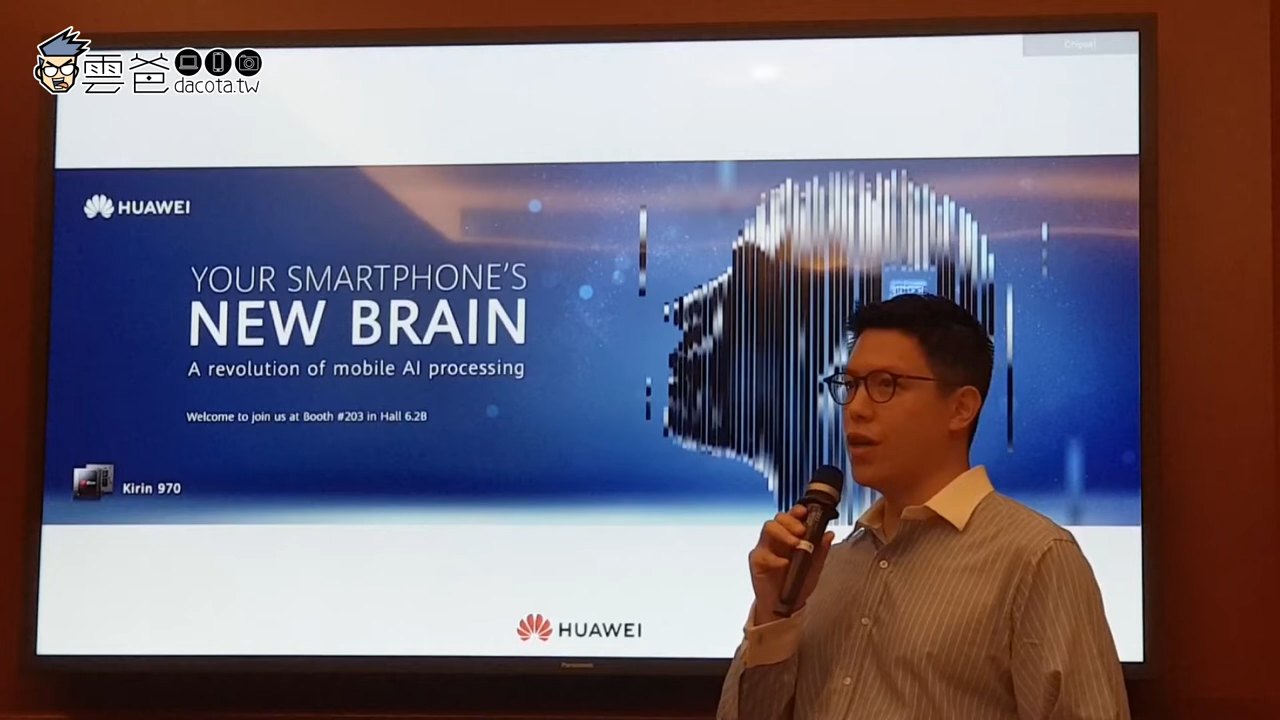 雲爸
dacota.tw
HUAWEI
YOUR SMARTPHONE'S
NEW BRAIN
A revolution of mobile AI processing
Welcome to join us at Booth #203 in Hall 6.2B
Kirin 970
HUAWEI
Panasonic